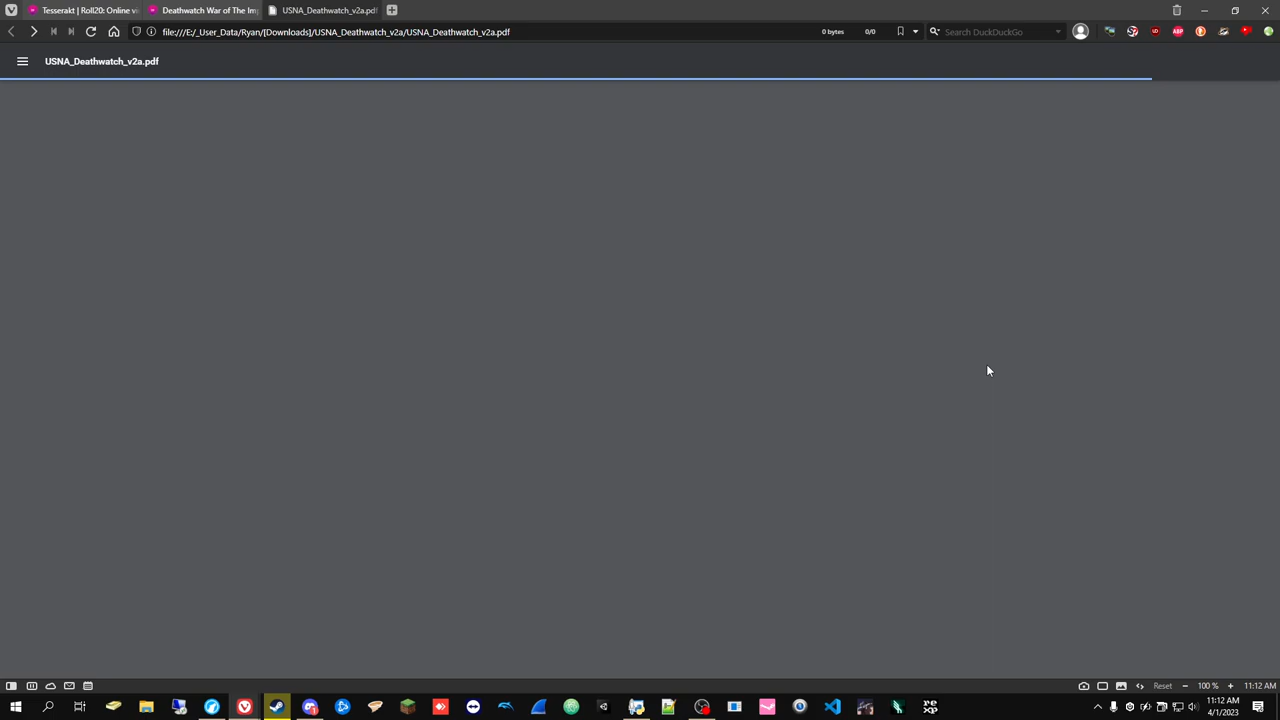 Tesserakt | Roll20: Online vi
Deathwatch War of The Im
USNA_Deathwatch_v2a.pdf
file:///E:/_User_Data/Ryan/[Downloads]/USNA_Deathwatch_v2a/USNA_Deathwatch_v2a.pdf
0 bytes
0/0
Search DuckDuckGo
USNA_Deathwatch_v2a.pdf
Reset
100 %
11:12 AM
11:12 AM
4/1/2023